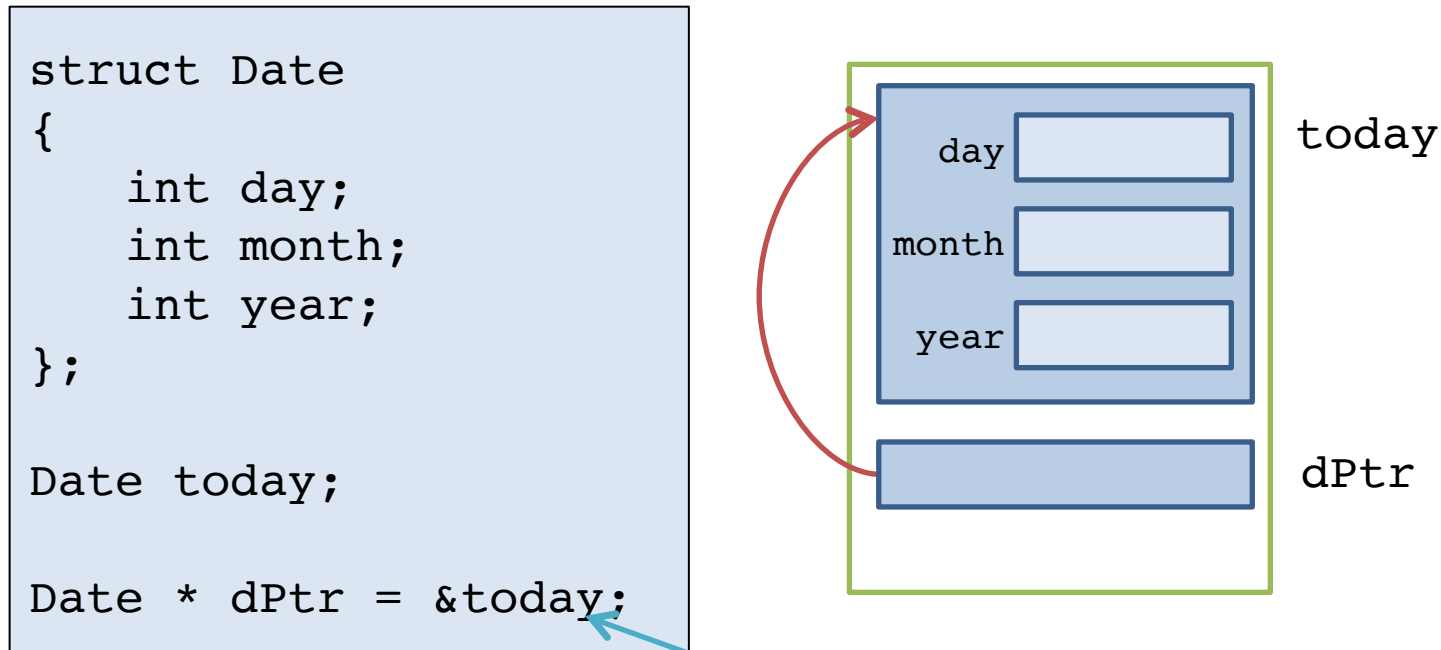 struct Date
{
int day;
int month;
int year;
};
Date today;
Date * dPtr = &today;
day
month
year
today
dPtr